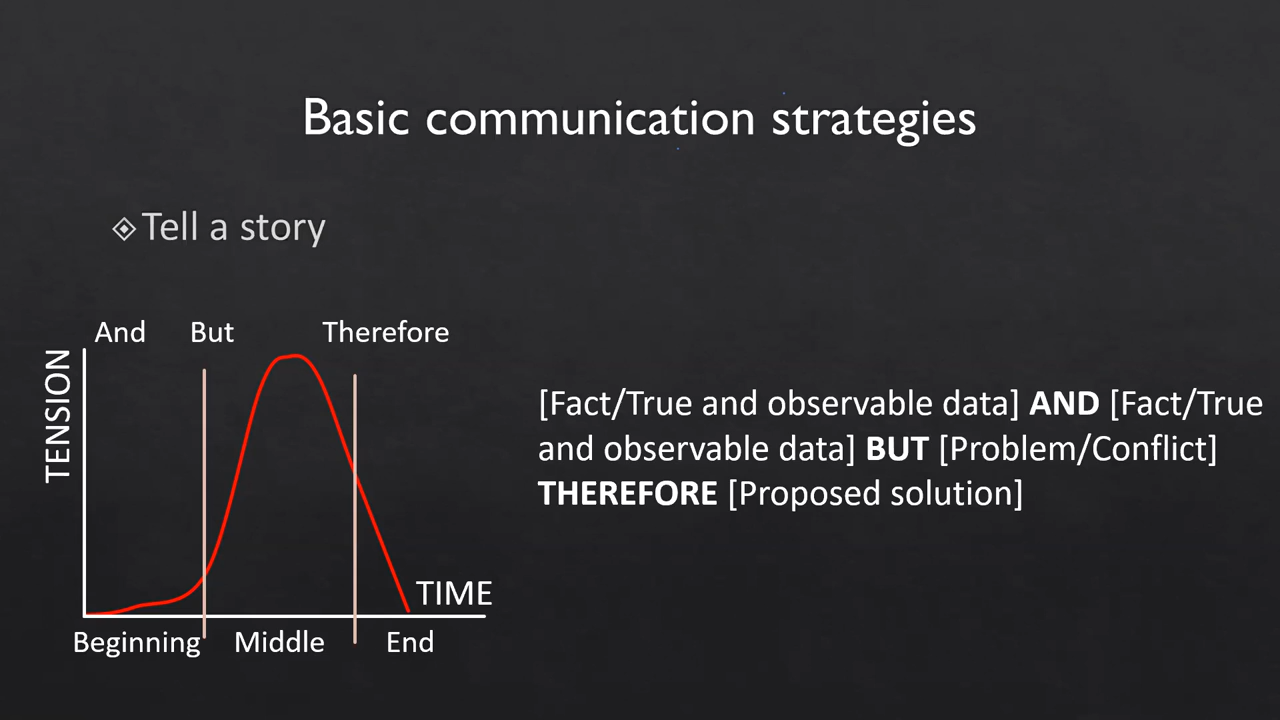 Basic communication strategies
Tell a story
And But Therefore
TENSION
[Fact/True and observable data] AND [Fact/True
and observable data] BUT [Problem/Conflict]
THEREFORE [Proposed solution]
TIME
Beginning Middle End